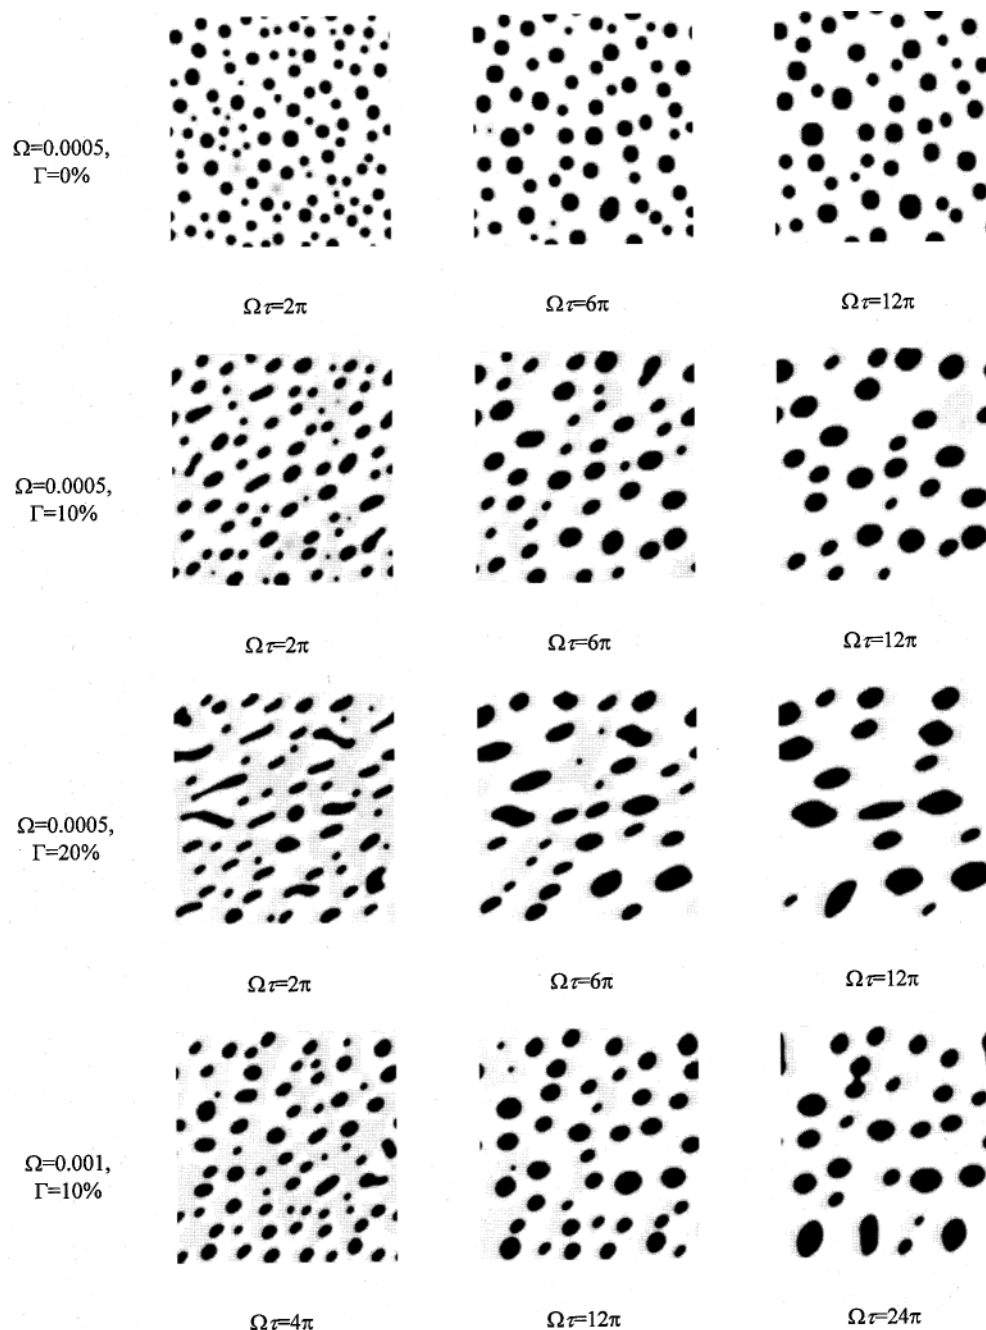 Ω=0.0005,
Γ=0%
Ωτ=2π
Ωτ=6π
Ωτ=12π
Ω=0.0005,
Γ=10%
Ωτ=2π
Ωτ=6π
Ωτ=12π
Ω=0.0005,
Γ=20%
Ωτ=2π
Ωτ=6π
Ωτ=12π
Ω=0.001,
Γ=10%
Ωτ=4π
Ωτ=12π
Ωτ=24π